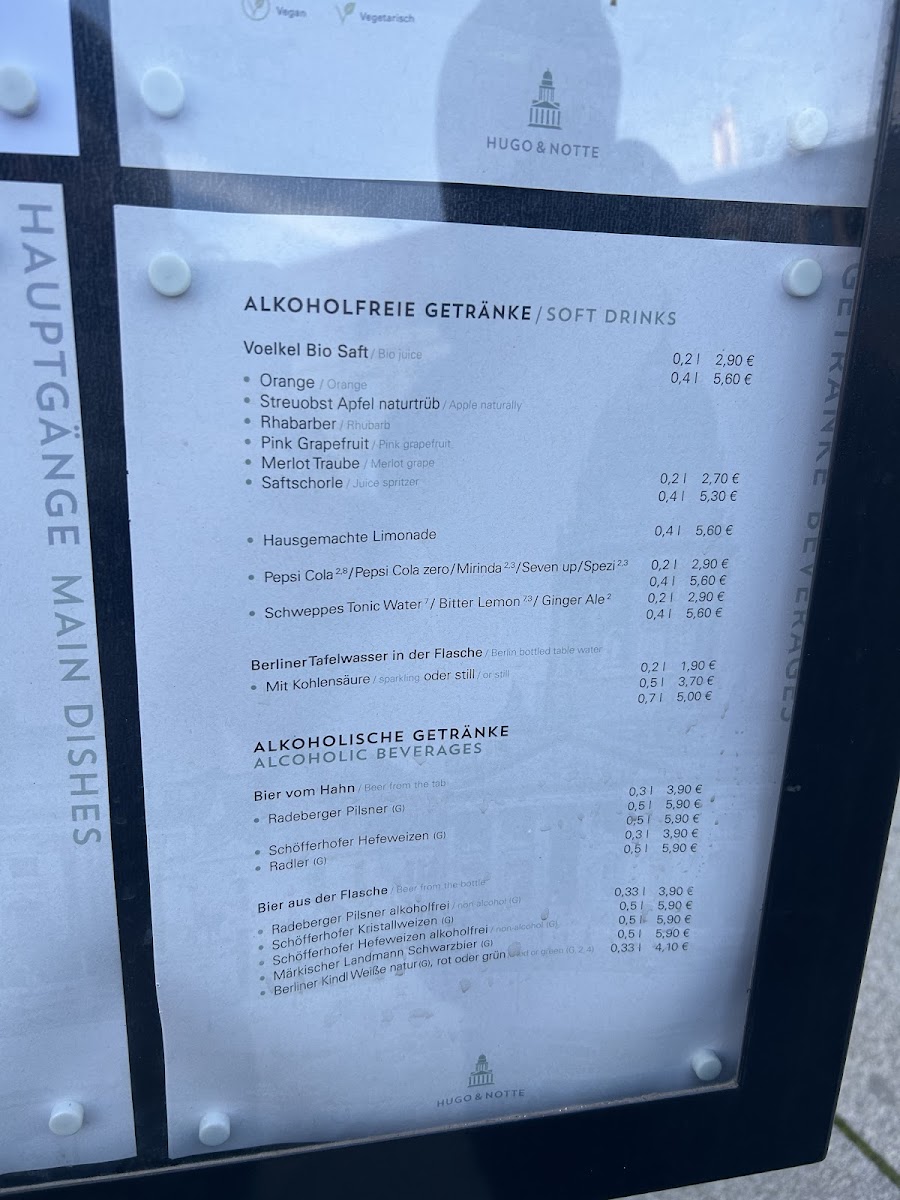 Vegan
Vegetarisch
HUGO & NOTTE
HAUPTGÄNGE MAIN DISHES
GETRÄNKE BEVERAGES
ALKOHOLFREIE GETRÄNKE / SOFT DRINKS
Voelkel Bio Saft / Bio juice 0,2 l 2,90 €
• Orange / Orange 0,4 l 5,60 €
• Streuobst Apfel naturtrüb / Apple naturally
• Rhabarber / Rhubarb
• Pink Grapefruit / Pink grapefruit
• Merlot Traube / Merlot grape
• Saftschorle / Juice spritzer 0,2 l 2,70 €
0,4 l 5,30 €
• Hausgemachte Limonade 0,4 l 5,60 €
• Pepsi Cola 2,8 / Pepsi Cola zero / Mirinda 2,3 / Seven up / Spezi 2,3 0,2 l 2,90 €
0,4 l 5,60 €
• Schweppes Tonic Water 7 / Bitter Lemon 7,3 / Ginger Ale 2 0,2 l 2,90 €
0,4 l 5,60 €
Berliner Tafelwasser in der Flasche / Berlin bottled table water
• Mit Kohlensäure / sparkling oder still / or still 0,2 l 1,90 €
0,5 l 3,70 €
0,7 l 5,00 €
ALKOHOLISCHE GETRÄNKE
ALCOHOLIC BEVERAGES
Bier vom Hahn / Beer from the tab
• Radeberger Pilsner (G) 0,3 l 3,90 €
0,5 l 5,90 €
• Schöfferhofer Hefeweizen (G) 0,5 l 5,90 €
• Radler (G) 0,3 l 3,90 €
0,5 l 5,90 €
Bier aus der Flasche / Beer from the bottle
• Radeberger Pilsner alkoholfrei / non alcohol (G) 0,33 l 3,90 €
• Schöfferhofer Kristallweizen (G) 0,5 l 5,90 €
• Schöfferhofer Hefeweizen alkoholfrei / non-alcohol (G) 0,5 l 5,90 €
• Märkischer Landmann Schwarzbier (G) 0,5 l 5,90 €
• Berliner Kindl Weiße natur (G), rot oder grün / red or green (G, 2, 4) 0,33 l 4,10 €
HUGO & NOTTE